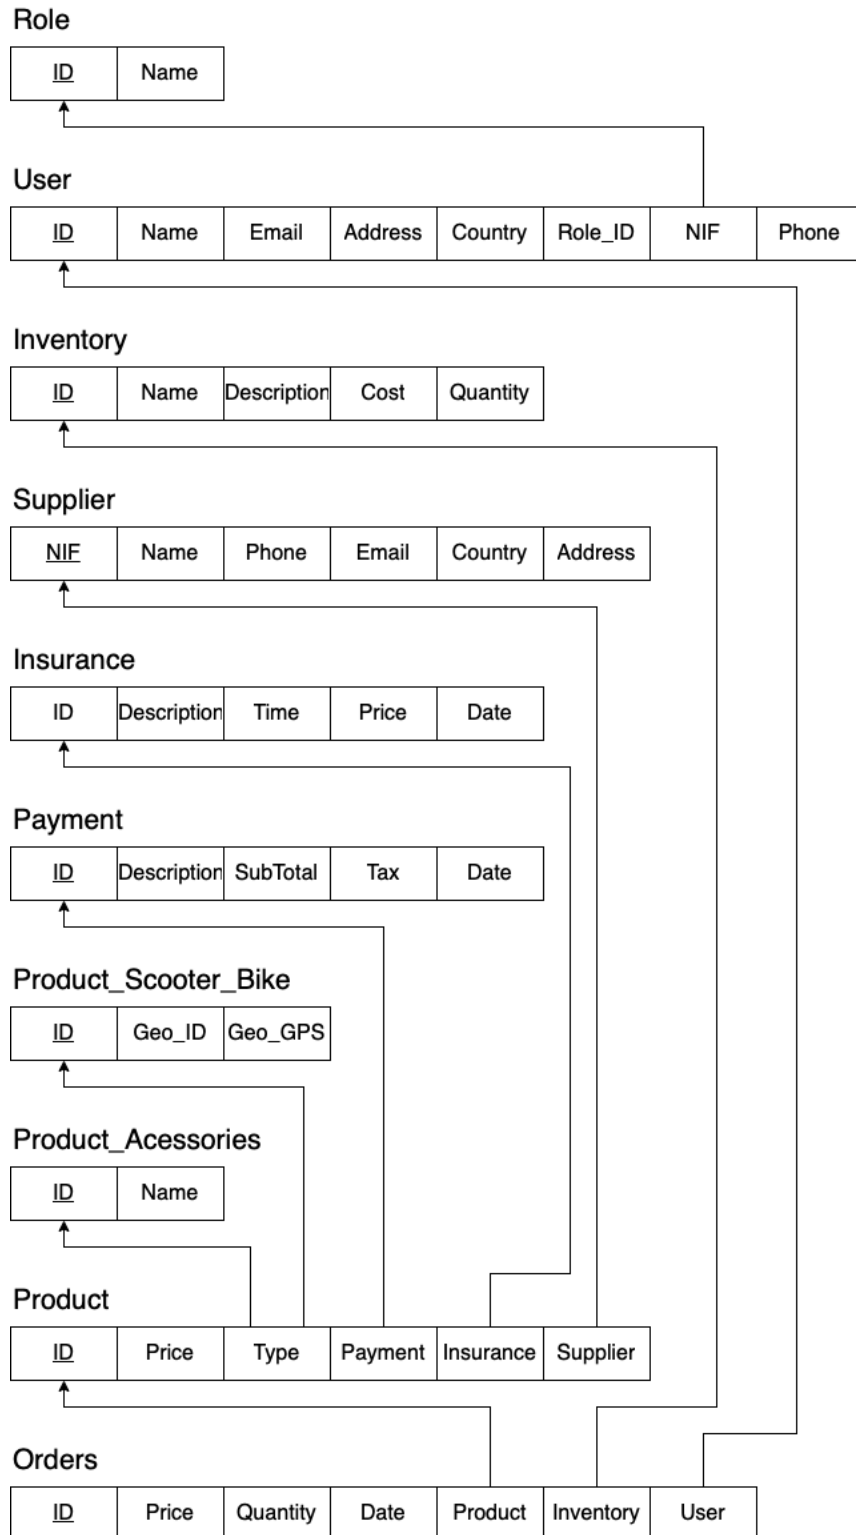 Role
ID Name
User
ID Name Email Address Country Role_ID NIF Phone
Inventory
ID Name Description Cost Quantity
Supplier
NIF Name Phone Email Country Address
Insurance
ID Description Time Price Date
Payment
ID Description SubTotal Tax Date
Product_Scooter_Bike
ID Geo_ID Geo_GPS
Product_Acessories
ID Name
Product
ID Price Type Payment Insurance Supplier
Orders
ID Price Quantity Date Product Inventory User